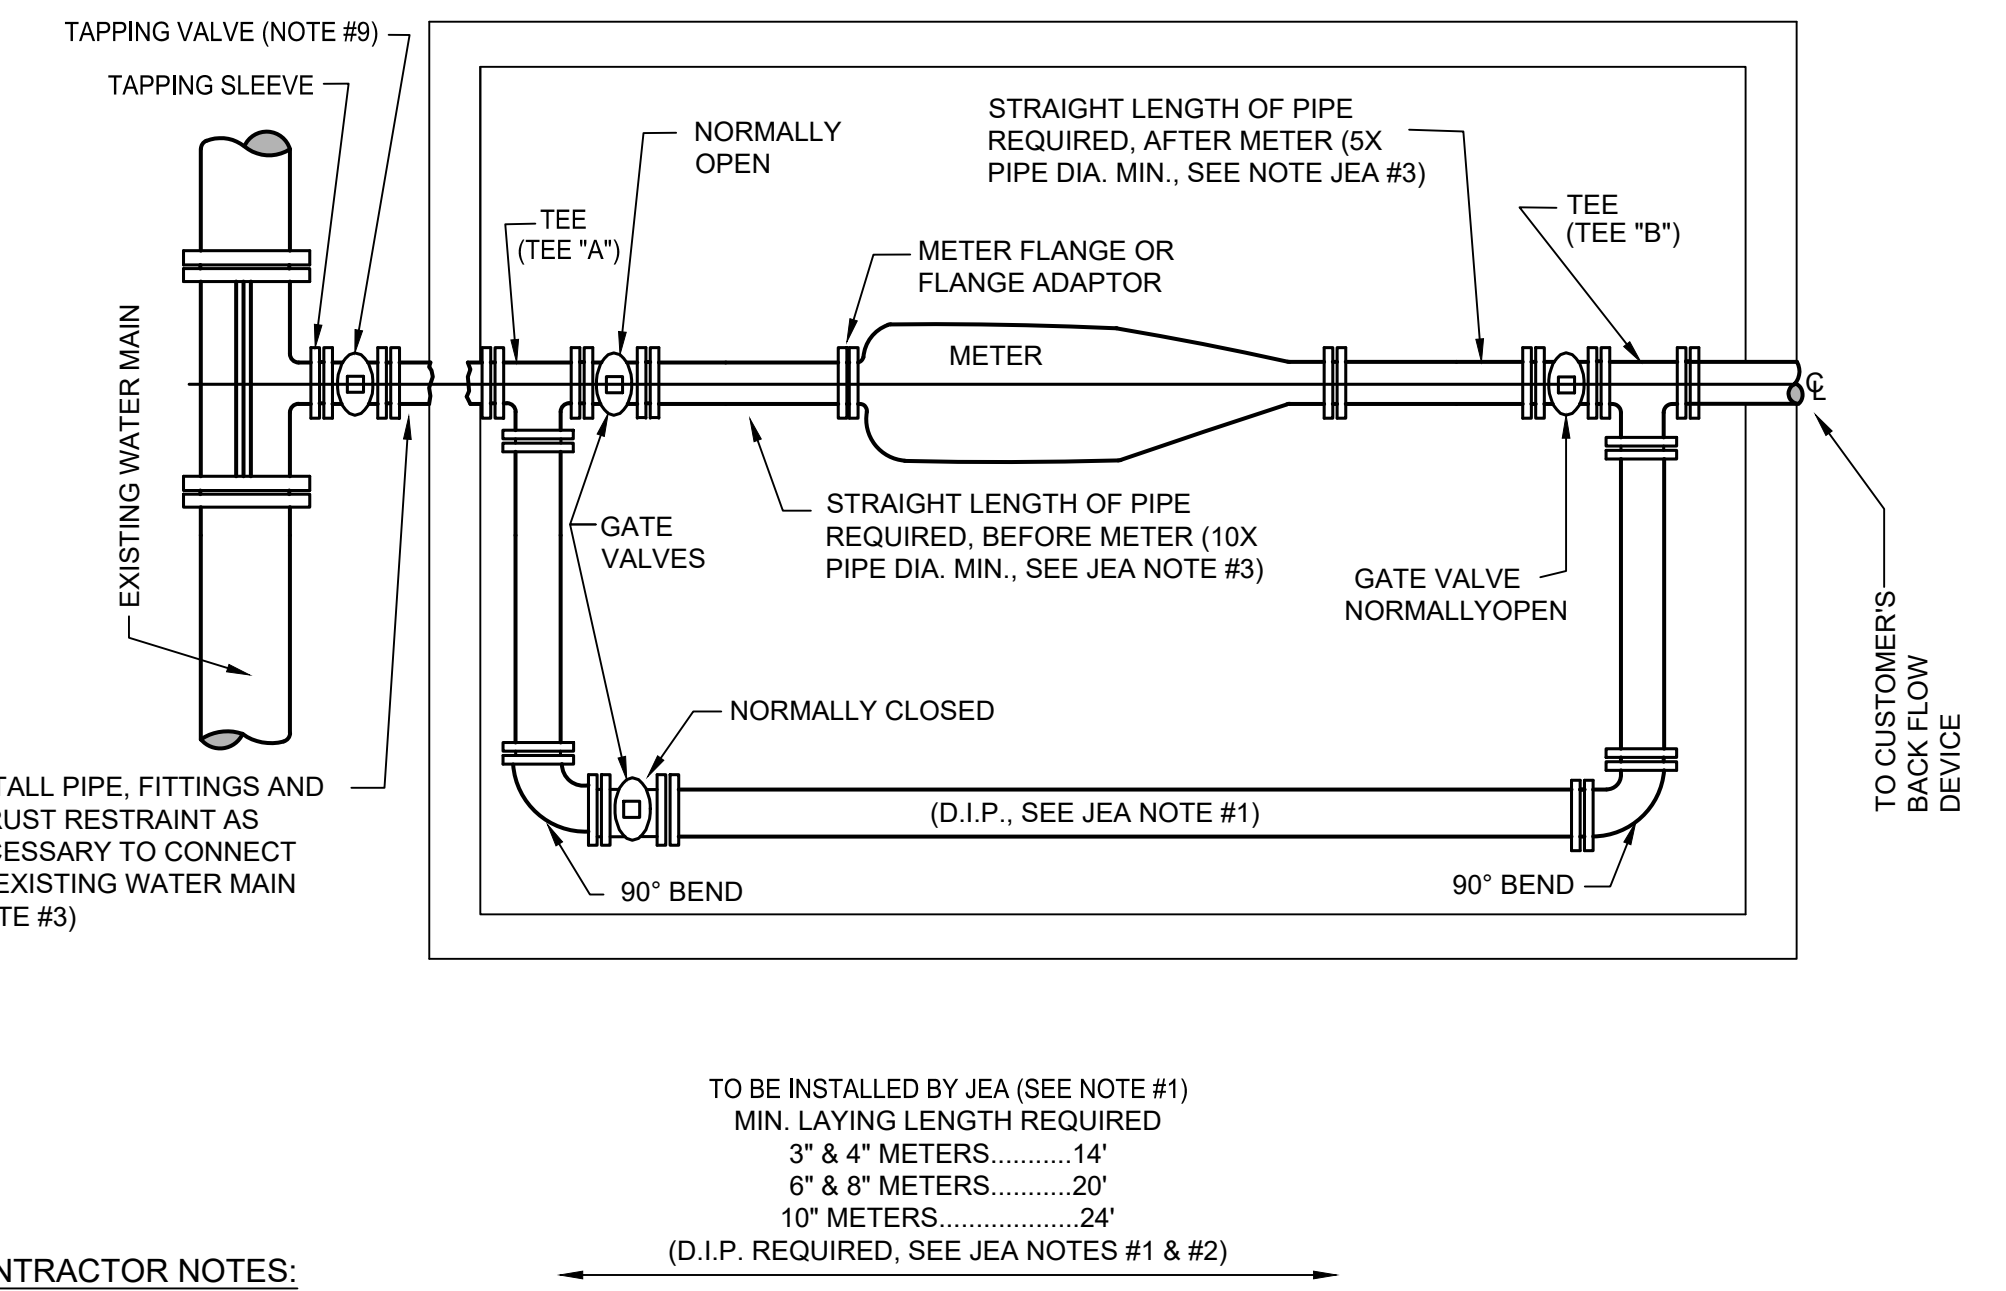 TAPPING VALVE (NOTE #9)
TAPPING SLEEVE
NORMALLY
OPEN
STRAIGHT LENGTH OF PIPE
REQUIRED, AFTER METER (5X
PIPE DIA. MIN., SEE NOTE JEA #3)
TEE
(TEE "A")
TEE
(TEE "B")
METER FLANGE OR
FLANGE ADAPTOR
EXISTING WATER MAIN
METER
℄
GATE
VALVES
STRAIGHT LENGTH OF PIPE
REQUIRED, BEFORE METER (10X
PIPE DIA. MIN., SEE JEA NOTE #3)
GATE VALVE
NORMALLYOPEN
TO CUSTOMER'S
BACK FLOW
DEVICE
NORMALLY CLOSED
TALL PIPE, FITTINGS AND
RUST RESTRAINT AS
CESSARY TO CONNECT
EXISTING WATER MAIN
TE #3)
(D.I.P., SEE JEA NOTE #1)
90° BEND
90° BEND
TO BE INSTALLED BY JEA (SEE NOTE #1)
MIN. LAYING LENGTH REQUIRED
3" & 4" METERS...........14'
6" & 8" METERS...........20'
10" METERS...................24'
(D.I.P. REQUIRED, SEE JEA NOTES #1 & #2)
NTRACTOR NOTES: